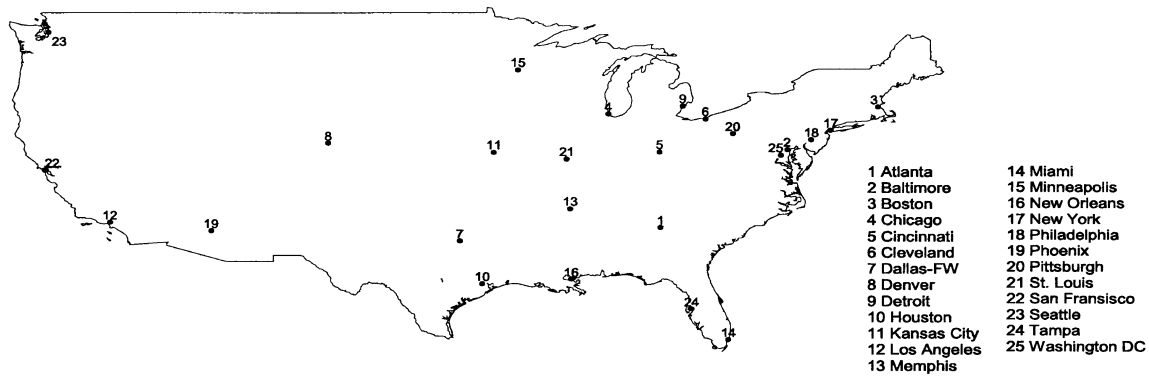 23
15
4
9
6
3
20
17
8
11
21
5
18
25
2
22
13
12
19
7
1
10
16
24
14
1 Atlanta
2 Baltimore
3 Boston
4 Chicago
5 Cincinnati
6 Cleveland
7 Dallas-FW
8 Denver
9 Detroit
10 Houston
11 Kansas City
12 Los Angeles
13 Memphis
14 Miami
15 Minneapolis
16 New Orleans
17 New York
18 Philadelphia
19 Phoenix
20 Pittsburgh
21 St. Louis
22 San Fransisco
23 Seattle
24 Tampa
25 Washington DC